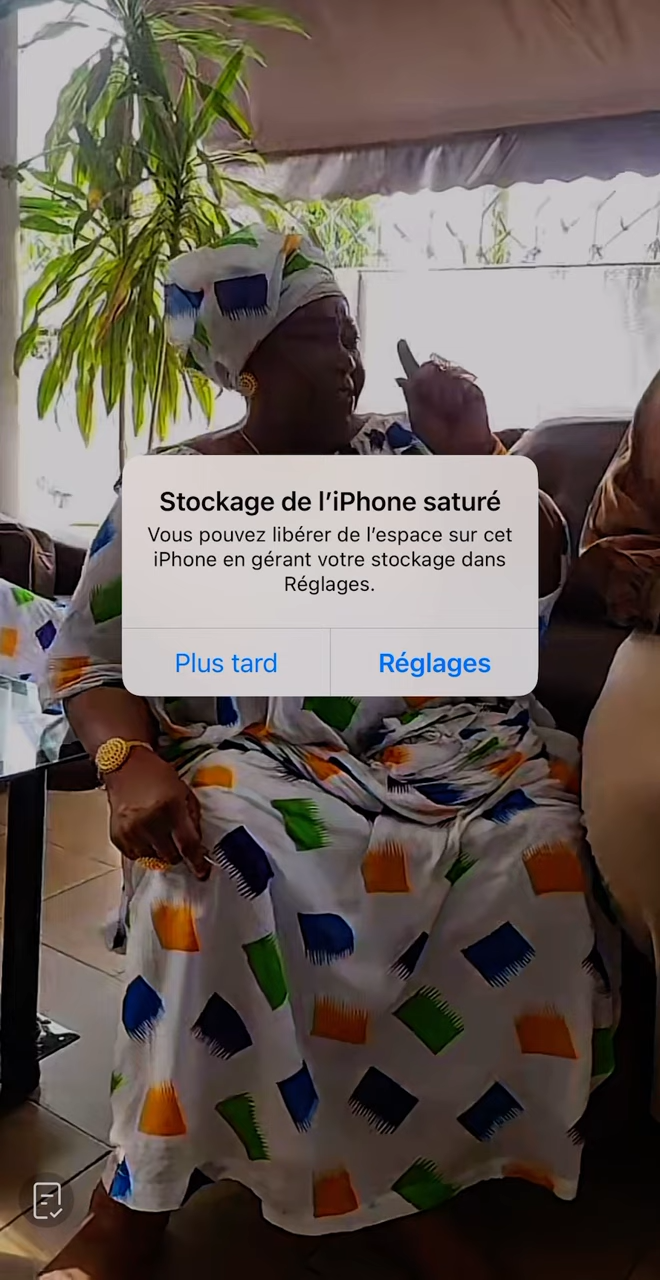 Stockage de l’iPhone saturé
Vous pouvez libérer de l’espace sur cet
iPhone en gérant votre stockage dans
Réglages.
Plus tard
Réglages